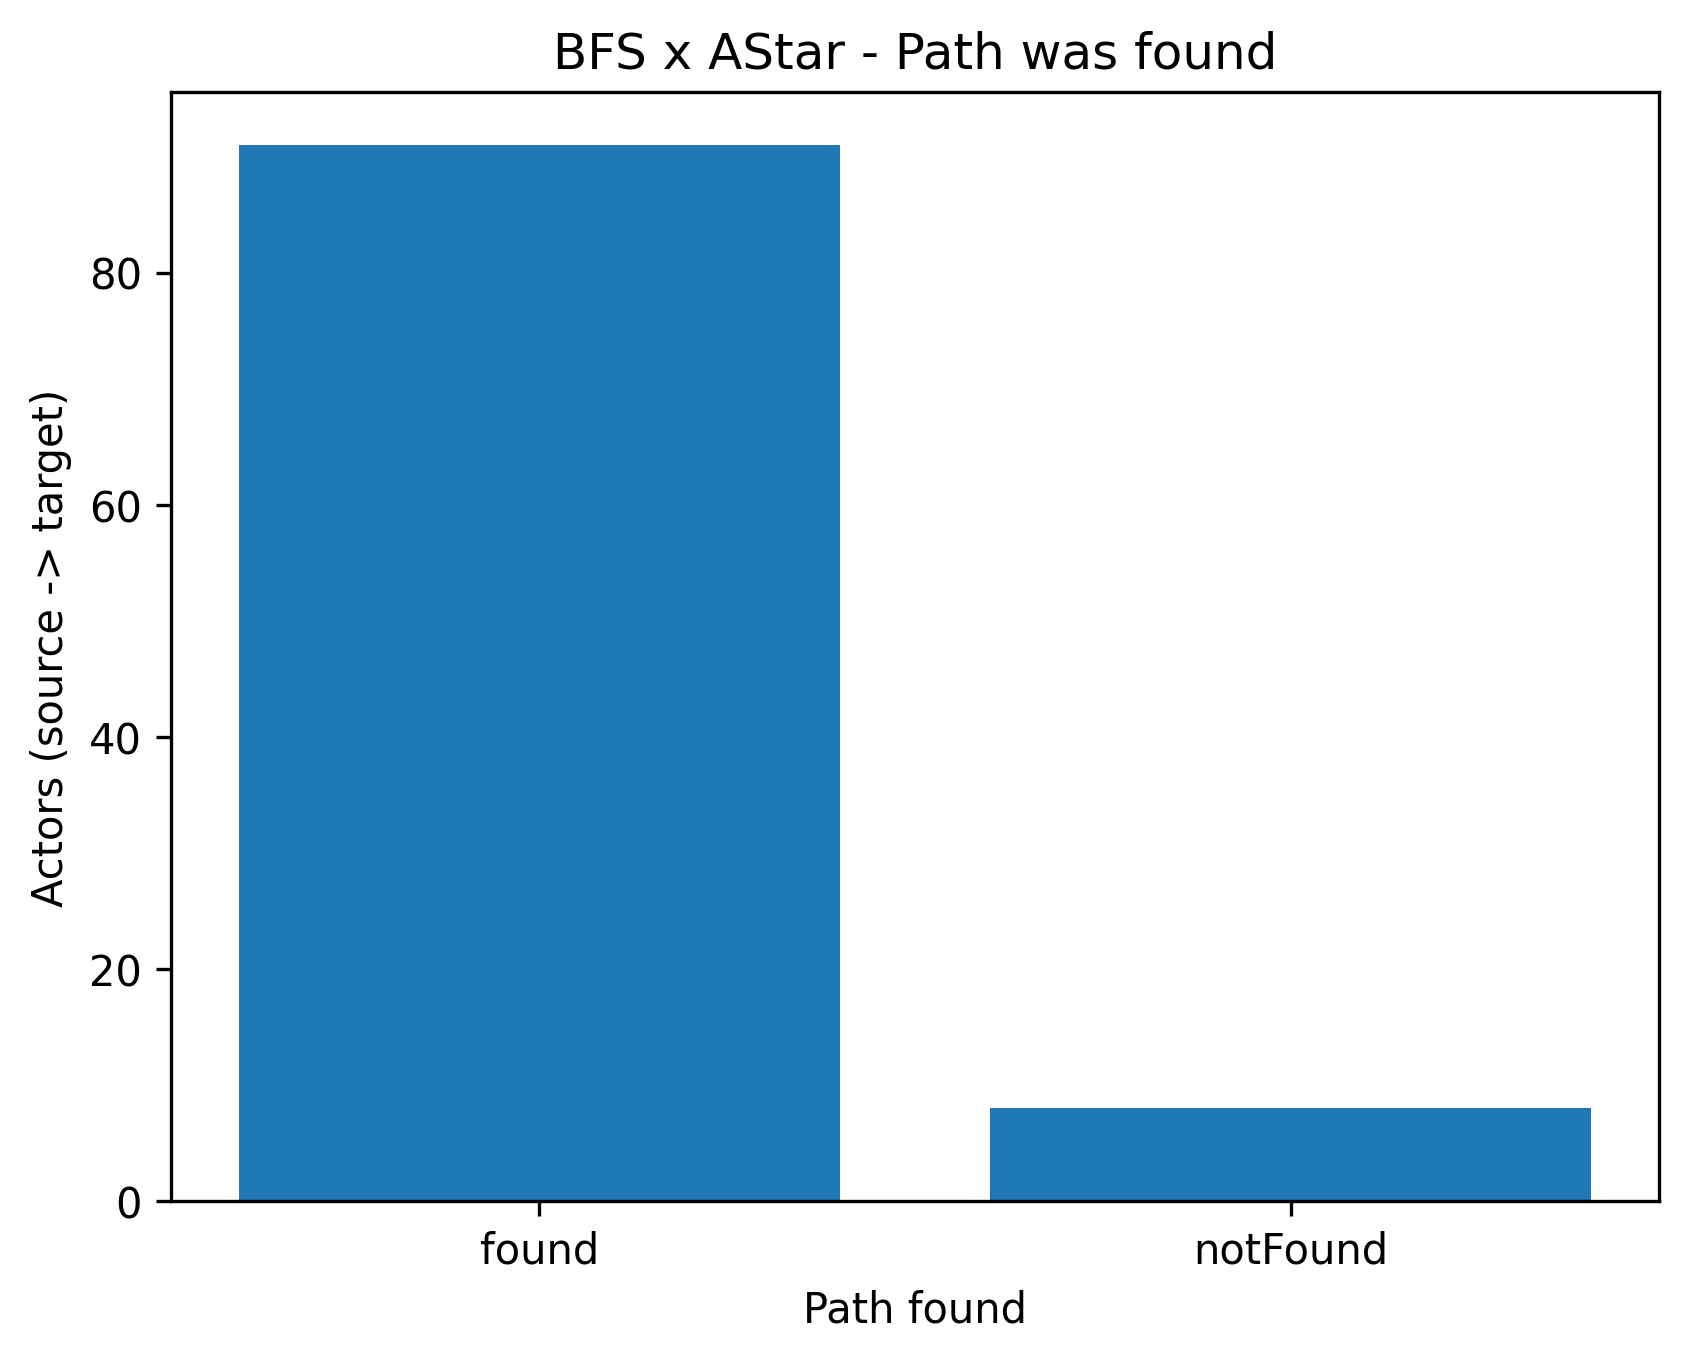 BFS x AStar - Path was found
Actors (source -> target)
80
60
40
20
0
found
notFound
Path found